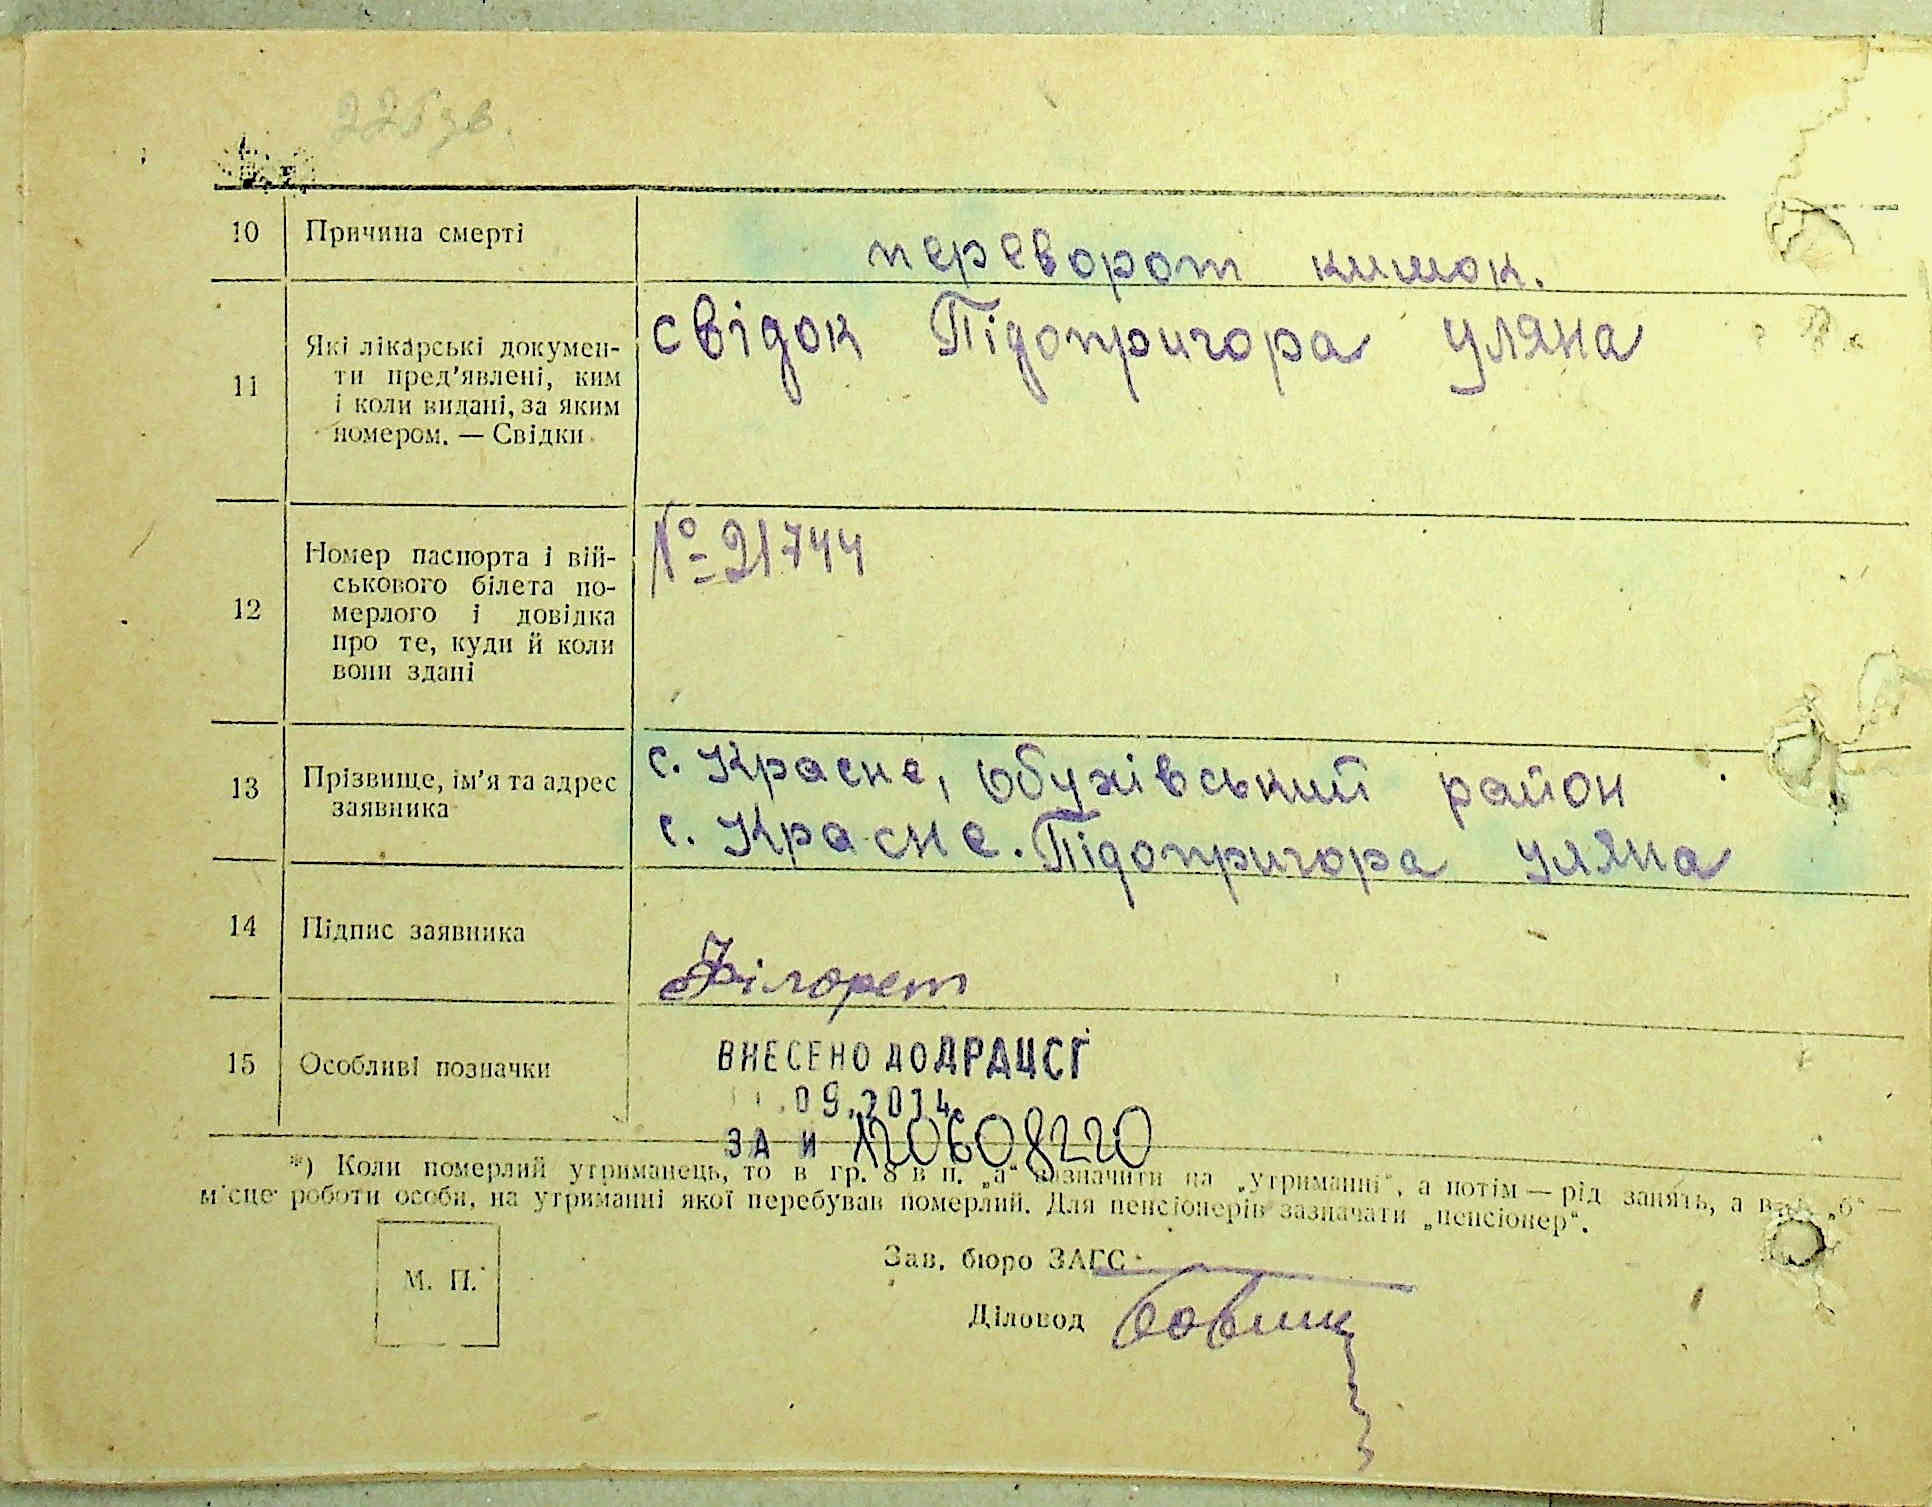 10 Причина смерті переворот кишок.
11 Які лікарські докумен-
ти пред'явлені, ким
і коли видані, за яким
номером. — Свідки
свідок Підопригора Уляна
12 Номер паспорта і вій-
ськового білета по-
мерлого і довідка
про те, куди й коли
вони здані
№ 21744
13 Прізвище, ім'я та адрес
заявника
с. Красне, Обухівський район
с. Красне. Підопригора Уляна
14 Підпис заявника
15 Особливі позначки
ВНЕСЕНО ДО ДРАЦСГ
.09.2014
ЗА И 120608220
*) Коли померлий утриманець, то в гр. 8 в п. „а“ зазначити на „утриманні“, а потім — рід занять, а в п. „б“ —
місце роботи особи, на утриманні якої перебував померлий. Для пенсіонерів зазначати „пенсіонер“.
М. П.
Зав. бюро ЗАГС
Діловод